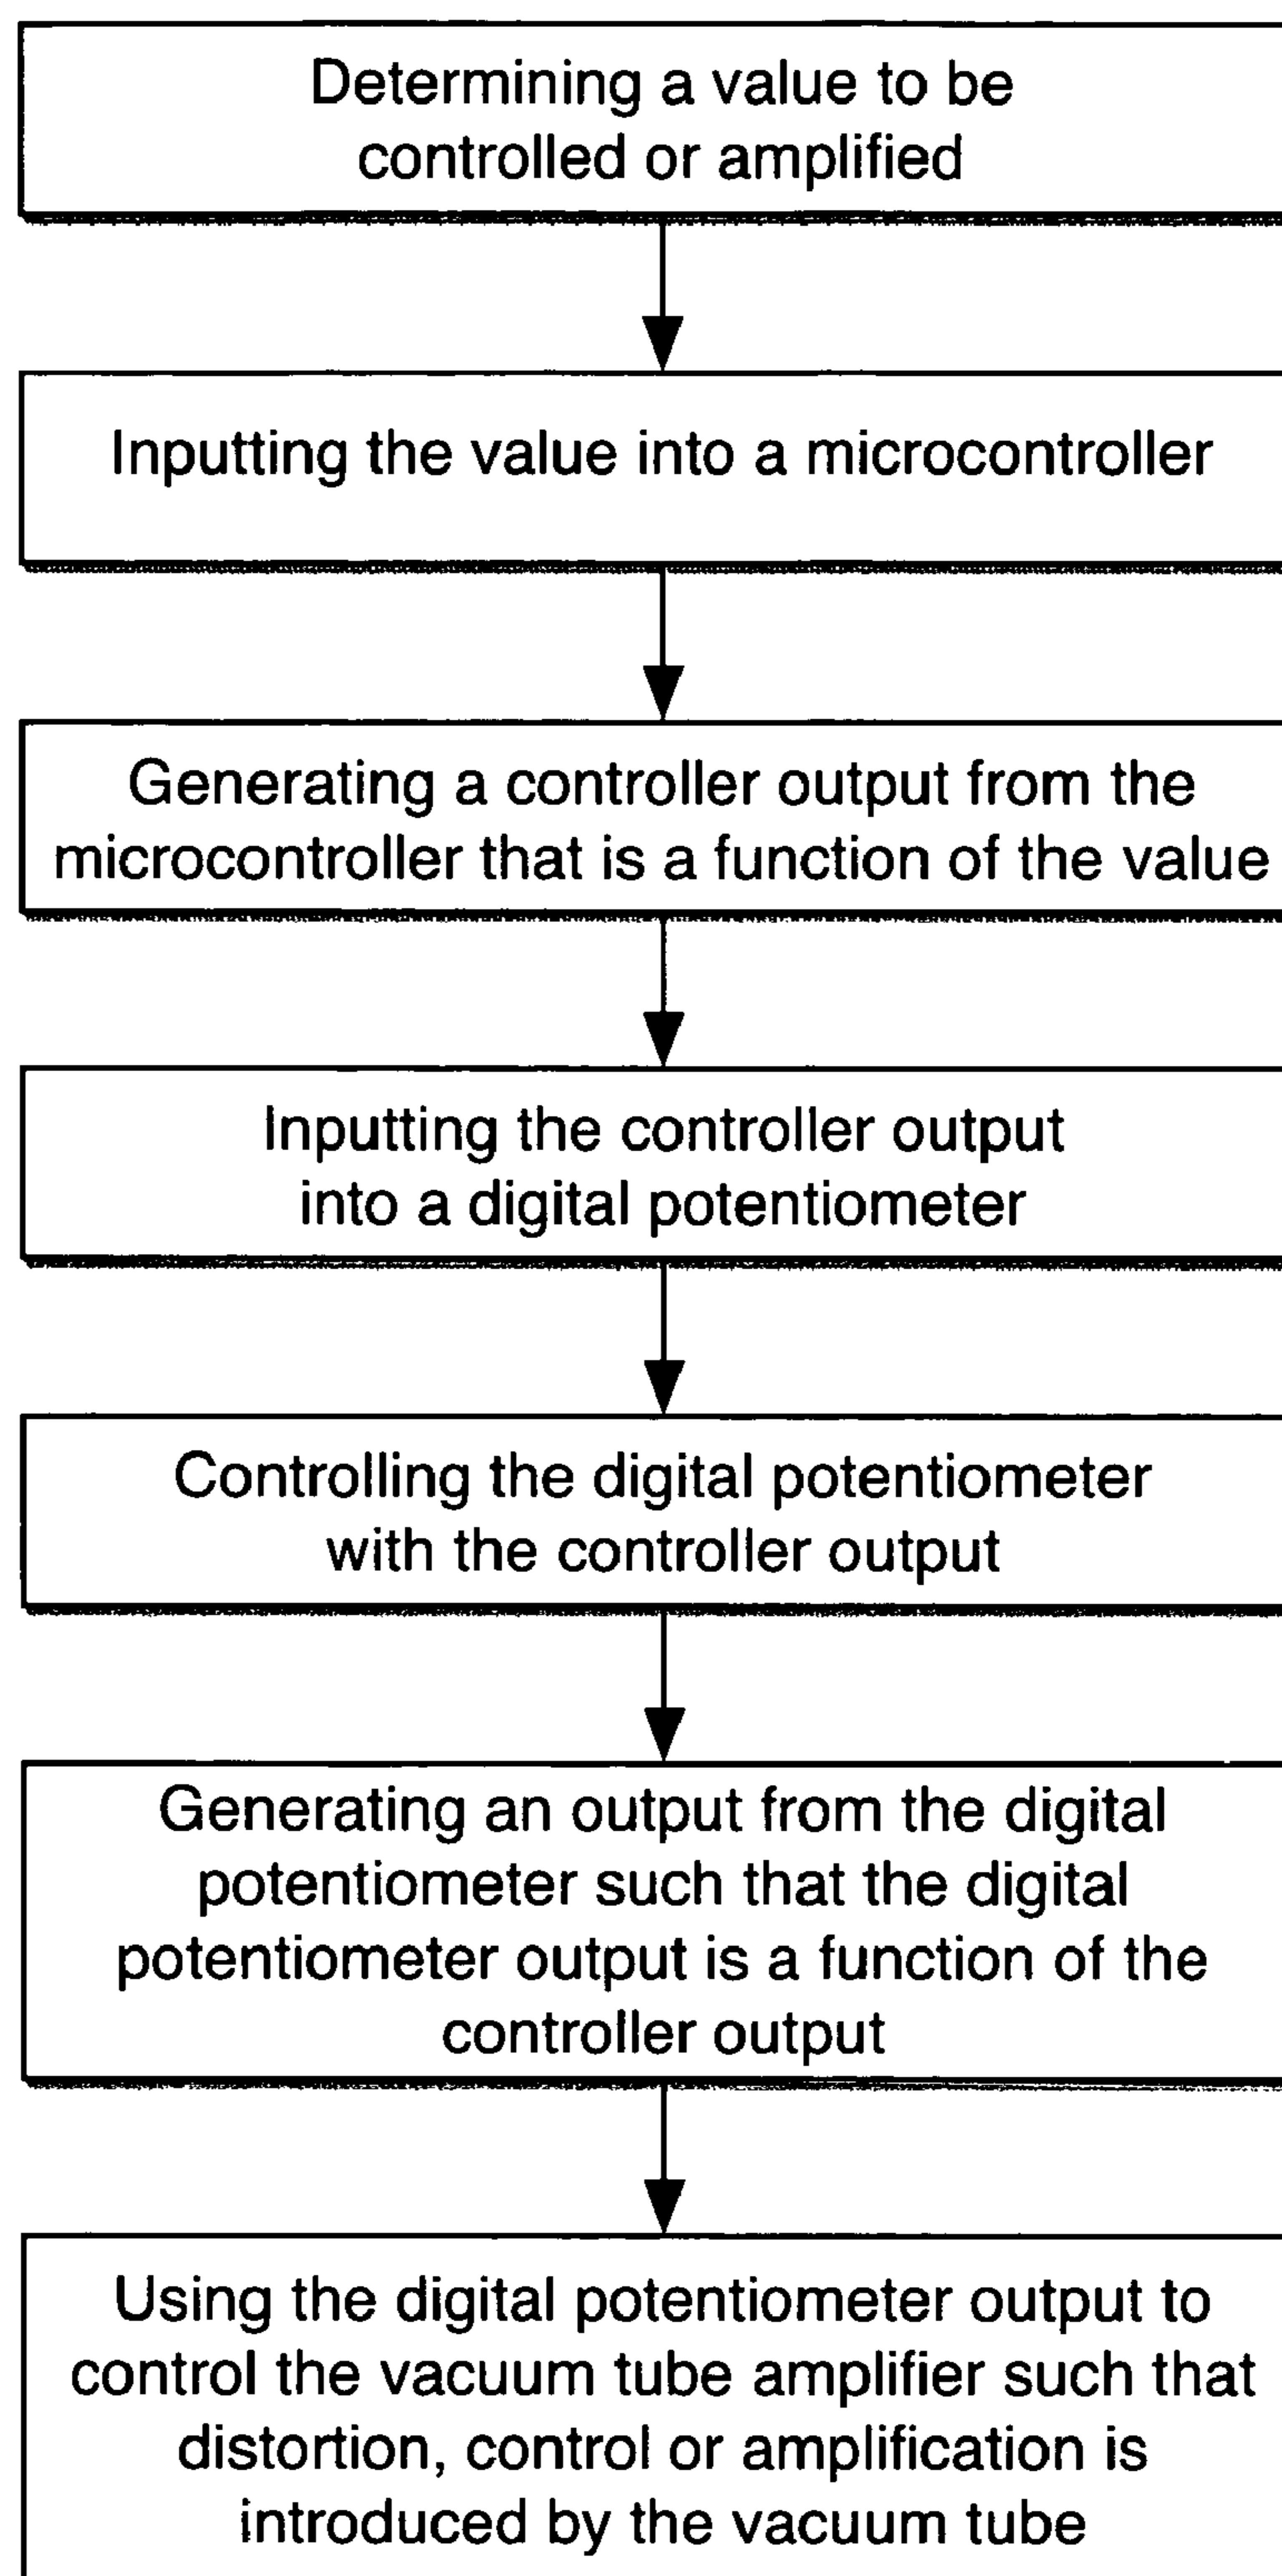 Determining a value to be
controlled or amplified
Inputting the value into a microcontroller
Generating a controller output from the
microcontroller that is a function of the value
Inputting the controller output
into a digital potentiometer
Controlling the digital potentiometer
with the controller output
Generating an output from the digital
potentiometer such that the digital
potentiometer output is a function of the
controller output
Using the digital potentiometer output to
control the vacuum tube amplifier such that
distortion, control or amplification is
introduced by the vacuum tube